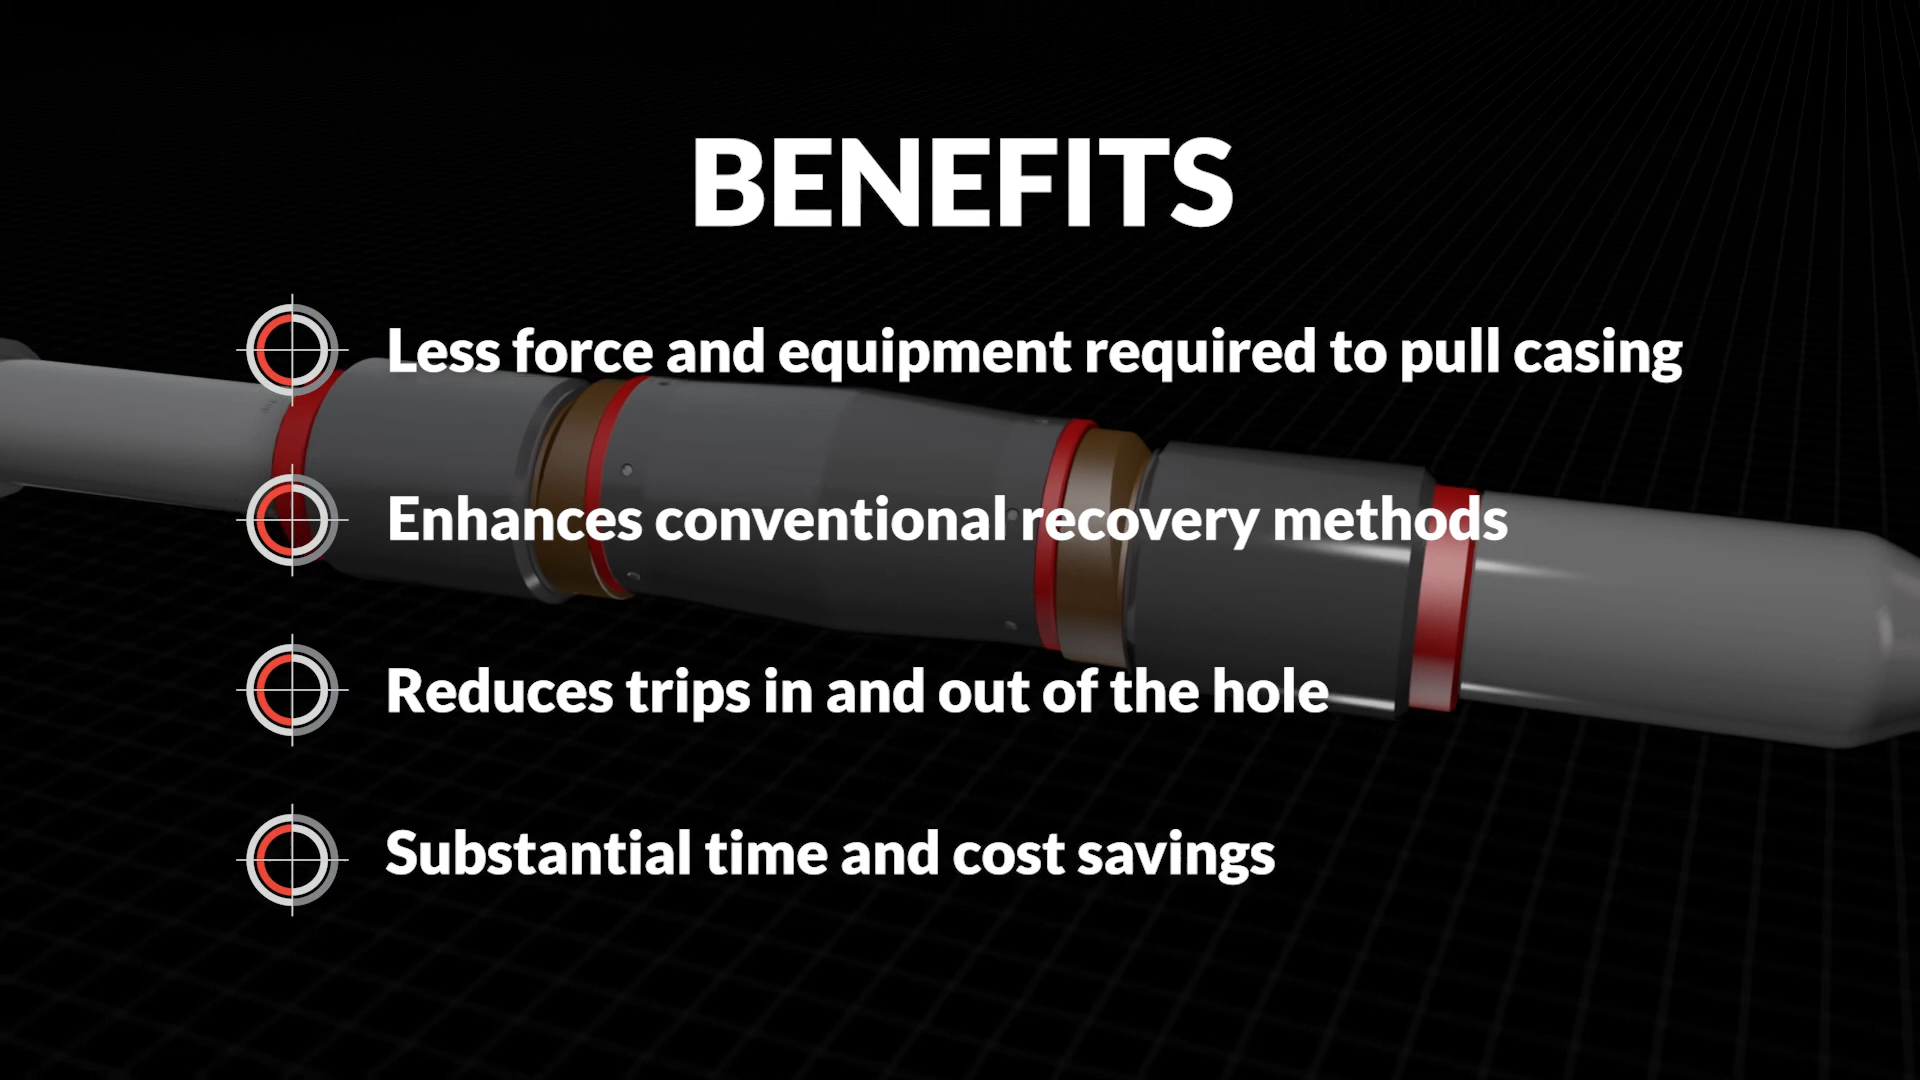 BENEFITS
Less force and equipment required to pull casing
Enhances conventional recovery methods
Reduces trips in and out of the hole
Substantial time and cost savings